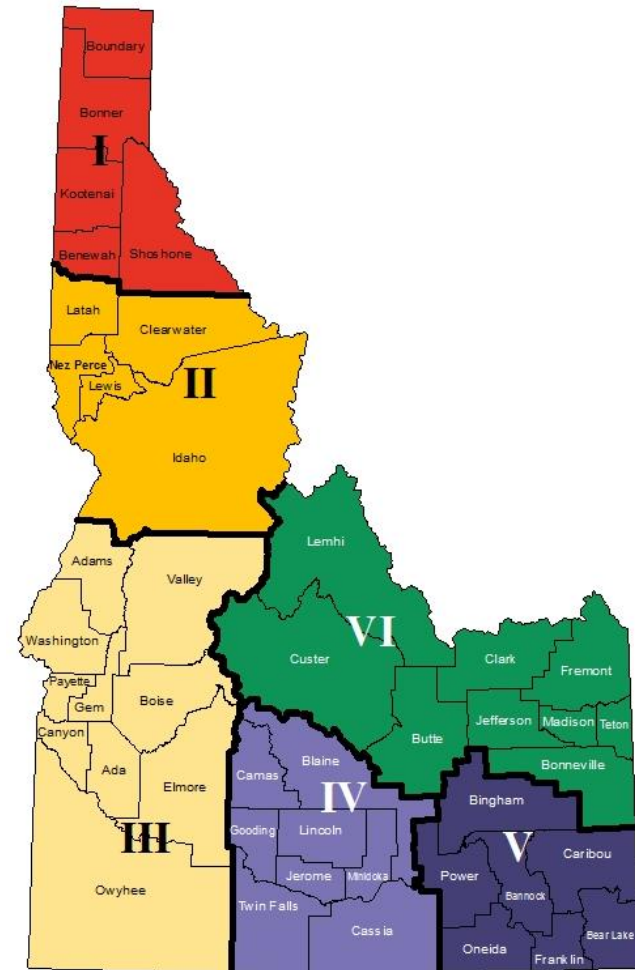 Boundary
Bonner
I
Kootenai
Benewah
Shoshone
Latah
Clearwater
Nez Perce
Lewis
II
Idaho
Adams
Valley
Lemhi
Washington
VI
Custer
Clark
Fremont
Payette
Gem
Boise
Canyon
Butte
Jefferson
Madison
Teton
Ada
Elmore
Camas
Blaine
Bonneville
IV
Bingham
III
Gooding
Lincoln
V
Caribou
Owyhee
Jerome
Minidoka
Power
Bannock
Twin Falls
Cassia
Bear Lake
Oneida
Franklin